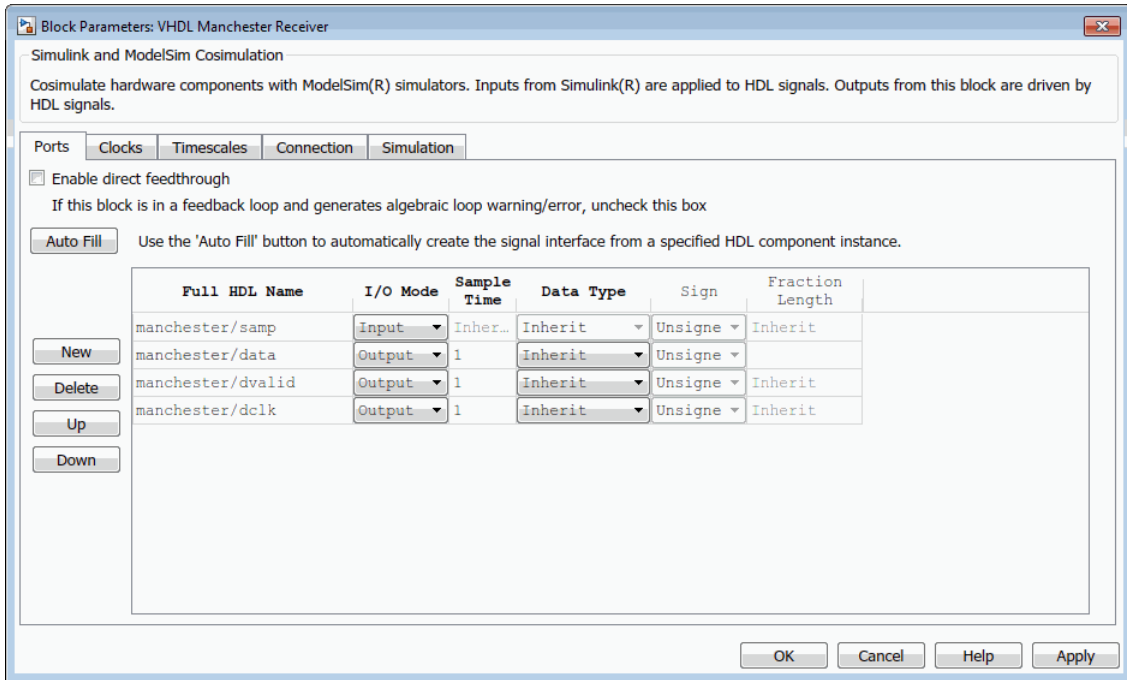 Block Parameters: VHDL Manchester Receiver
Simulink and ModelSim Cosimulation
Cosimulate hardware components with ModelSim(R) simulators. Inputs from Simulink(R) are applied to HDL signals. Outputs from this block are driven by
HDL signals.
Ports Clocks Timescales Connection Simulation
Enable direct feedthrough
If this block is in a feedback loop and generates algebraic loop warning/error, uncheck this box
Auto Fill Use the 'Auto Fill' button to automatically create the signal interface from a specified HDL component instance.
Full HDL Name I/O Mode Sample Time Data Type Sign Fraction Length
manchester/samp Input Inher... Inherit Unsigne Inherit
New manchester/data Output 1 Inherit Unsigne
Delete manchester/dvalid Output 1 Inherit Unsigne Inherit
Up manchester/dclk Output 1 Inherit Unsigne Inherit
Down
OK Cancel Help Apply